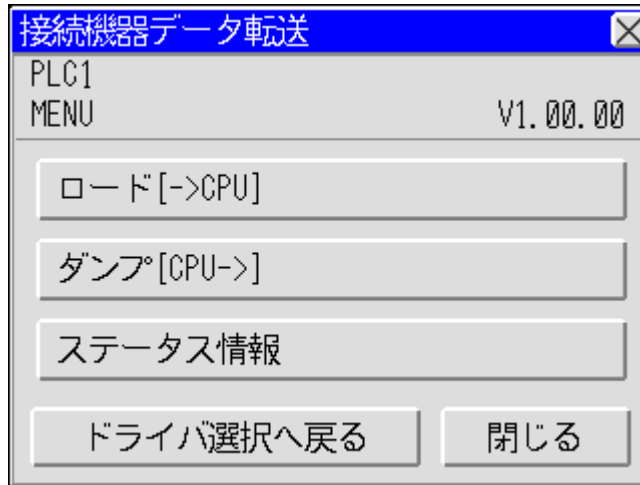 接続機器データ転送
PLC1
MENU V1.00.00
ロード[->CPU]
ダンプ[CPU->]
ステータス情報
ドライバ選択へ戻る 閉じる